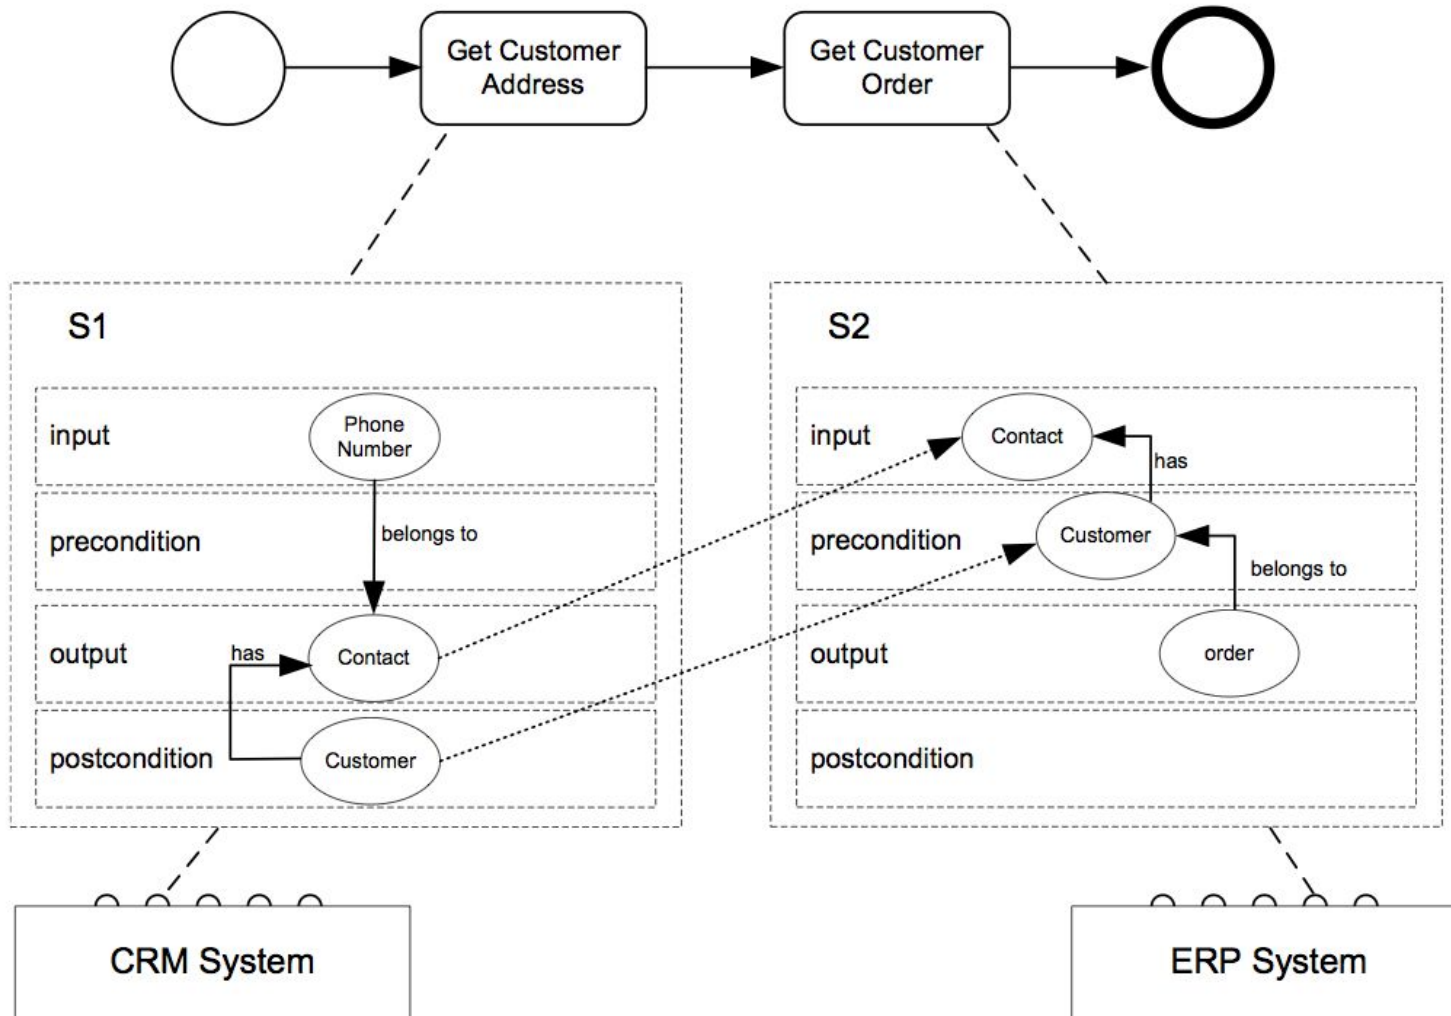 Get Customer
Address
Get Customer
Order
S1
input
Phone
Number
precondition
belongs to
output
has
Contact
postcondition
Customer
S2
input
Contact
has
precondition
Customer
belongs to
output
order
postcondition
CRM System
ERP System